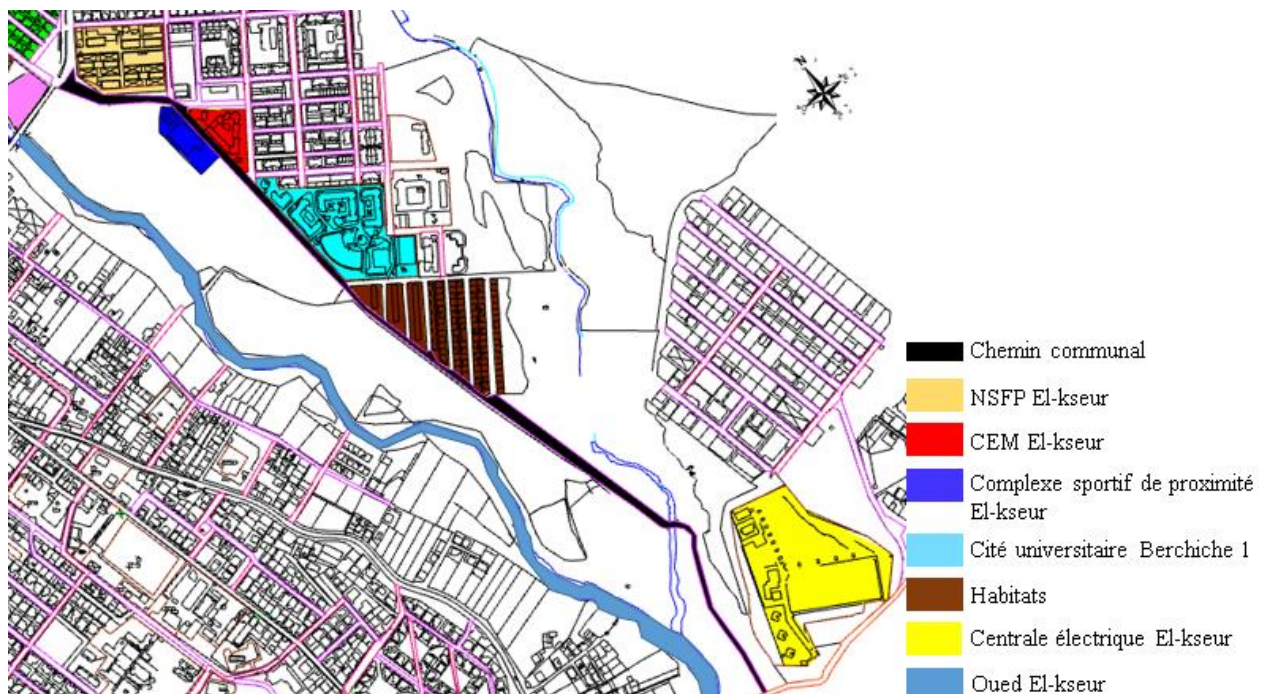 Chemin communal
NSFP El-kseur
CEM El-kseur
Complexe sportif de proximité
El-kseur
Cité universitaire Berchiche 1
Habitats
Centrale électrique El-kseur
Oued El-kseur